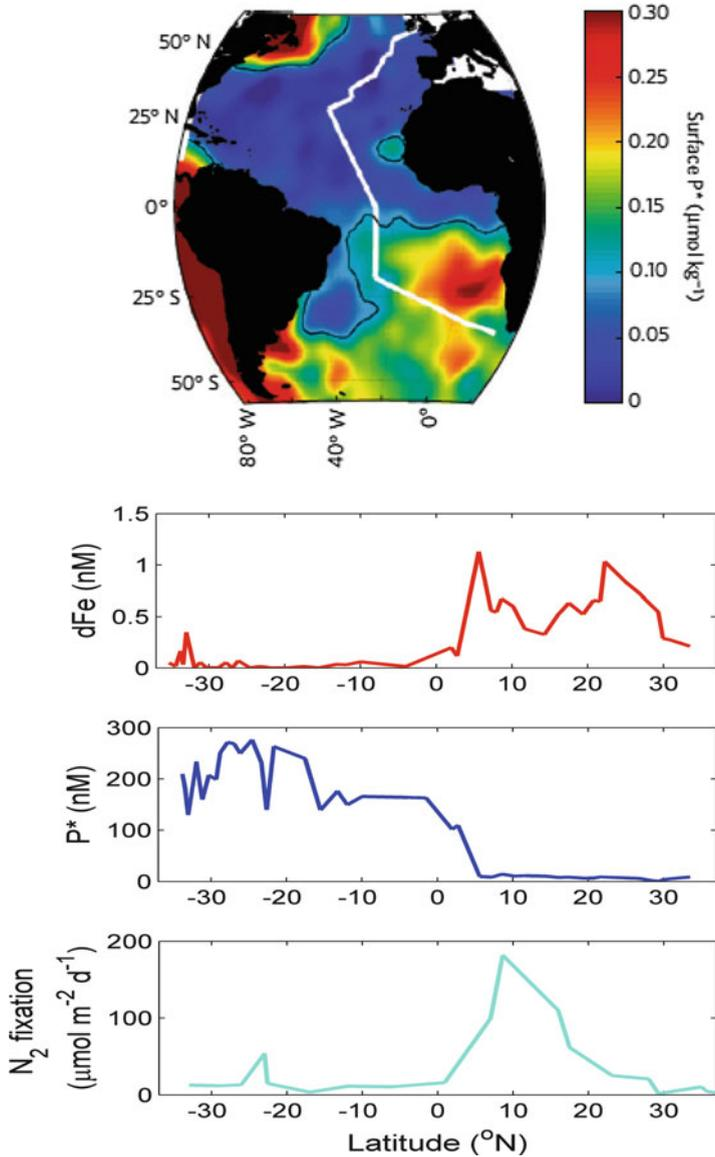 50° N
25° N
0°
25° S
50° S
80° W
40° W
0°
0.30
0.25
0.20
0.15
0.10
0.05
0
Surface P* (μmol kg⁻¹)
1.5
1
0.5
0
dFe (nM)
-30 -20 -10 0 10 20 30
300
200
100
0
P* (nM)
-30 -20 -10 0 10 20 30
200
100
0
N₂ fixation
(μmol m⁻² d⁻¹)
-30 -20 -10 0 10 20 30
Latitude (°N)